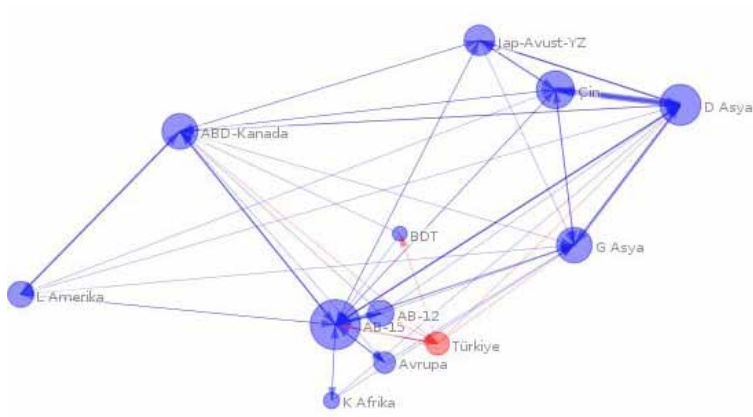 Jap-Avust-YZ
Çin
D Asya
ABD-Kanada
BDT
G Asya
L Amerika
AB-12
AB-15
Türkiye
Avrupa
K Afrika